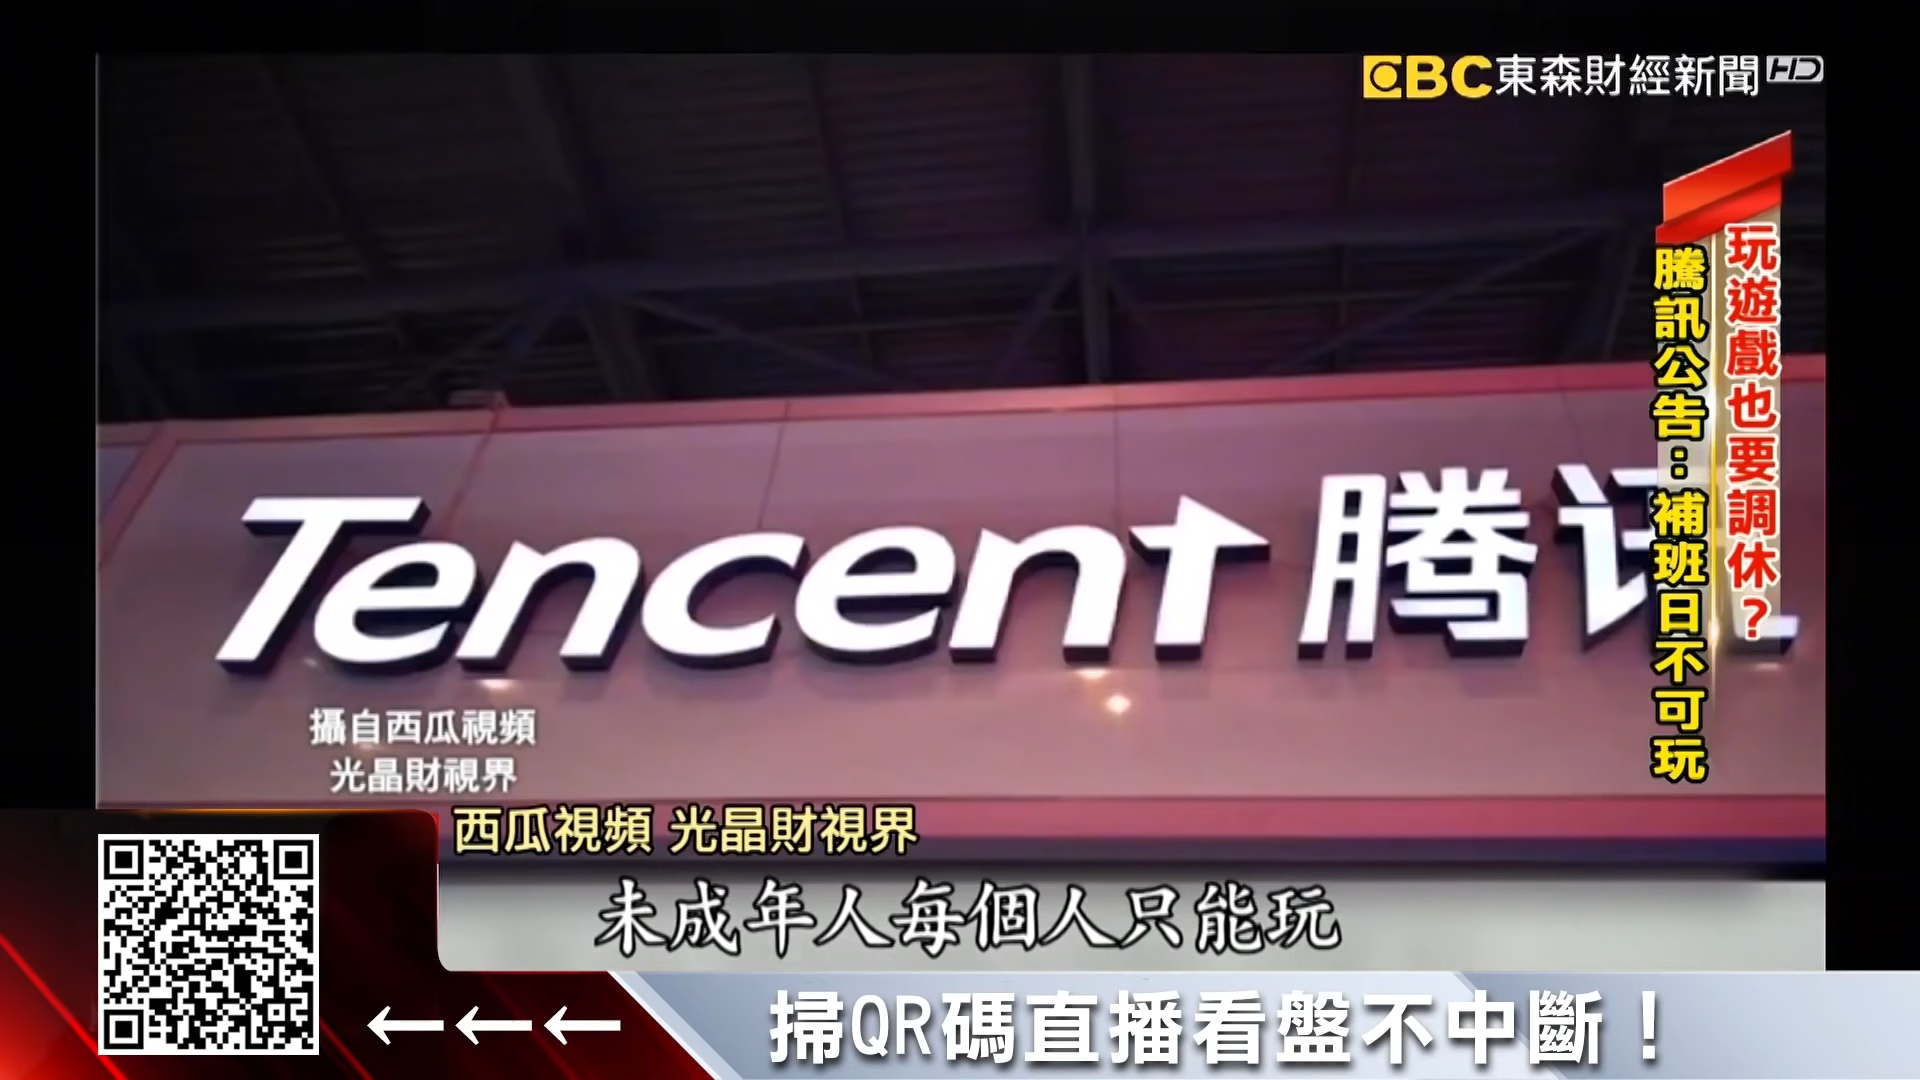 EBC東森財經新聞HD
玩遊戲也要調休？
騰訊公告：補班日不可玩
Tencent 腾讯
攝自西瓜視頻
光晶財視界
西瓜視頻 光晶財視界
未成年人每個人只能玩
←←← 掃QR碼直播看盤不中斷！